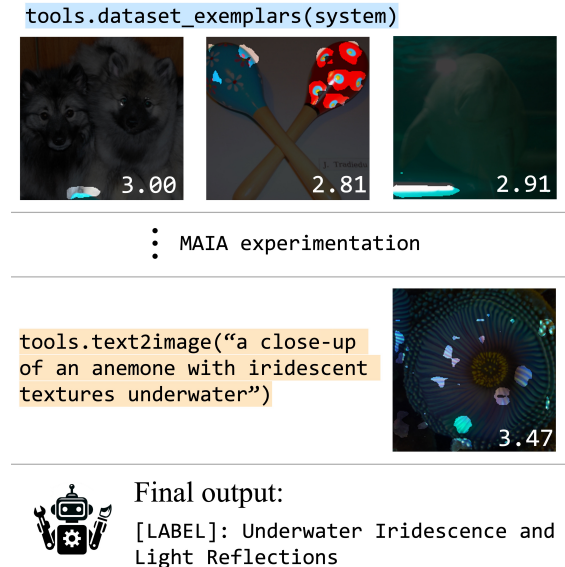 tools.dataset_exemplars(system)
3.00
2.81
2.91
MAIA experimentation
tools.text2image(“a close-up
of an anemone with iridescent
textures underwater”)
3.47
Final output:
[LABEL]: Underwater Iridescence and
Light Reflections